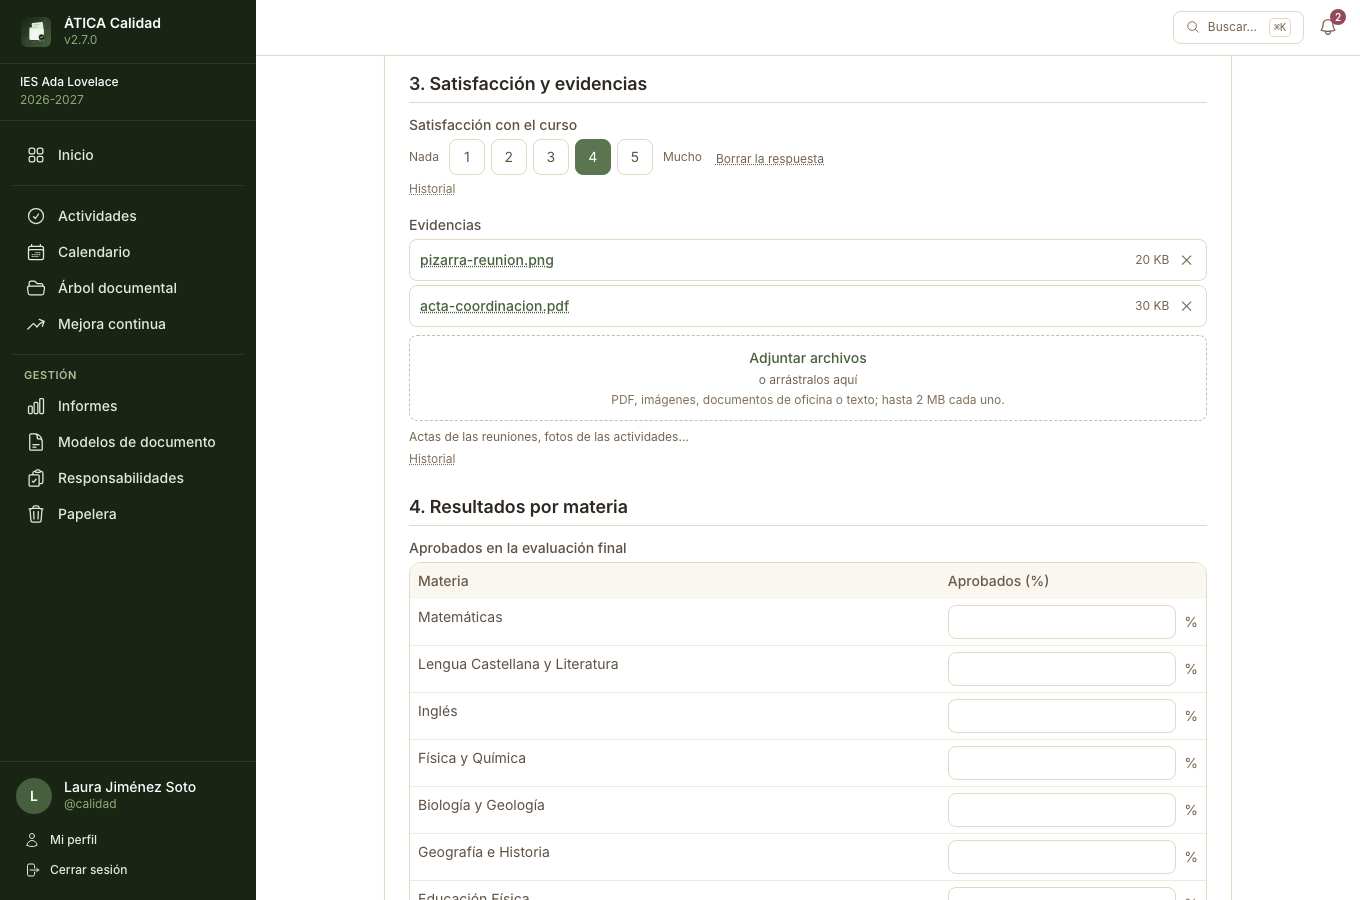 ÁTICA Calidad
v2.7.0
IES Ada Lovelace
2026-2027
Inicio
Actividades
Calendario
Árbol documental
Mejora continua
GESTIÓN
Informes
Modelos de documento
Responsabilidades
Papelera
L
Laura Jiménez Soto
@calidad
Mi perfil
Cerrar sesión
Buscar... ⌘K
2
3. Satisfacción y evidencias
Satisfacción con el curso
Nada 1 2 3 4 5 Mucho Borrar la respuesta
Historial
Evidencias
pizarra-reunion.png 20 KB
acta-coordinacion.pdf 30 KB
Adjuntar archivos
o arrástralos aquí
PDF, imágenes, documentos de oficina o texto; hasta 2 MB cada uno.
Actas de las reuniones, fotos de las actividades...
Historial
4. Resultados por materia
Aprobados en la evaluación final
Materia Aprobados (%)
Matemáticas %
Lengua Castellana y Literatura %
Inglés %
Física y Química %
Biología y Geología %
Geografía e Historia %
Educación Física %